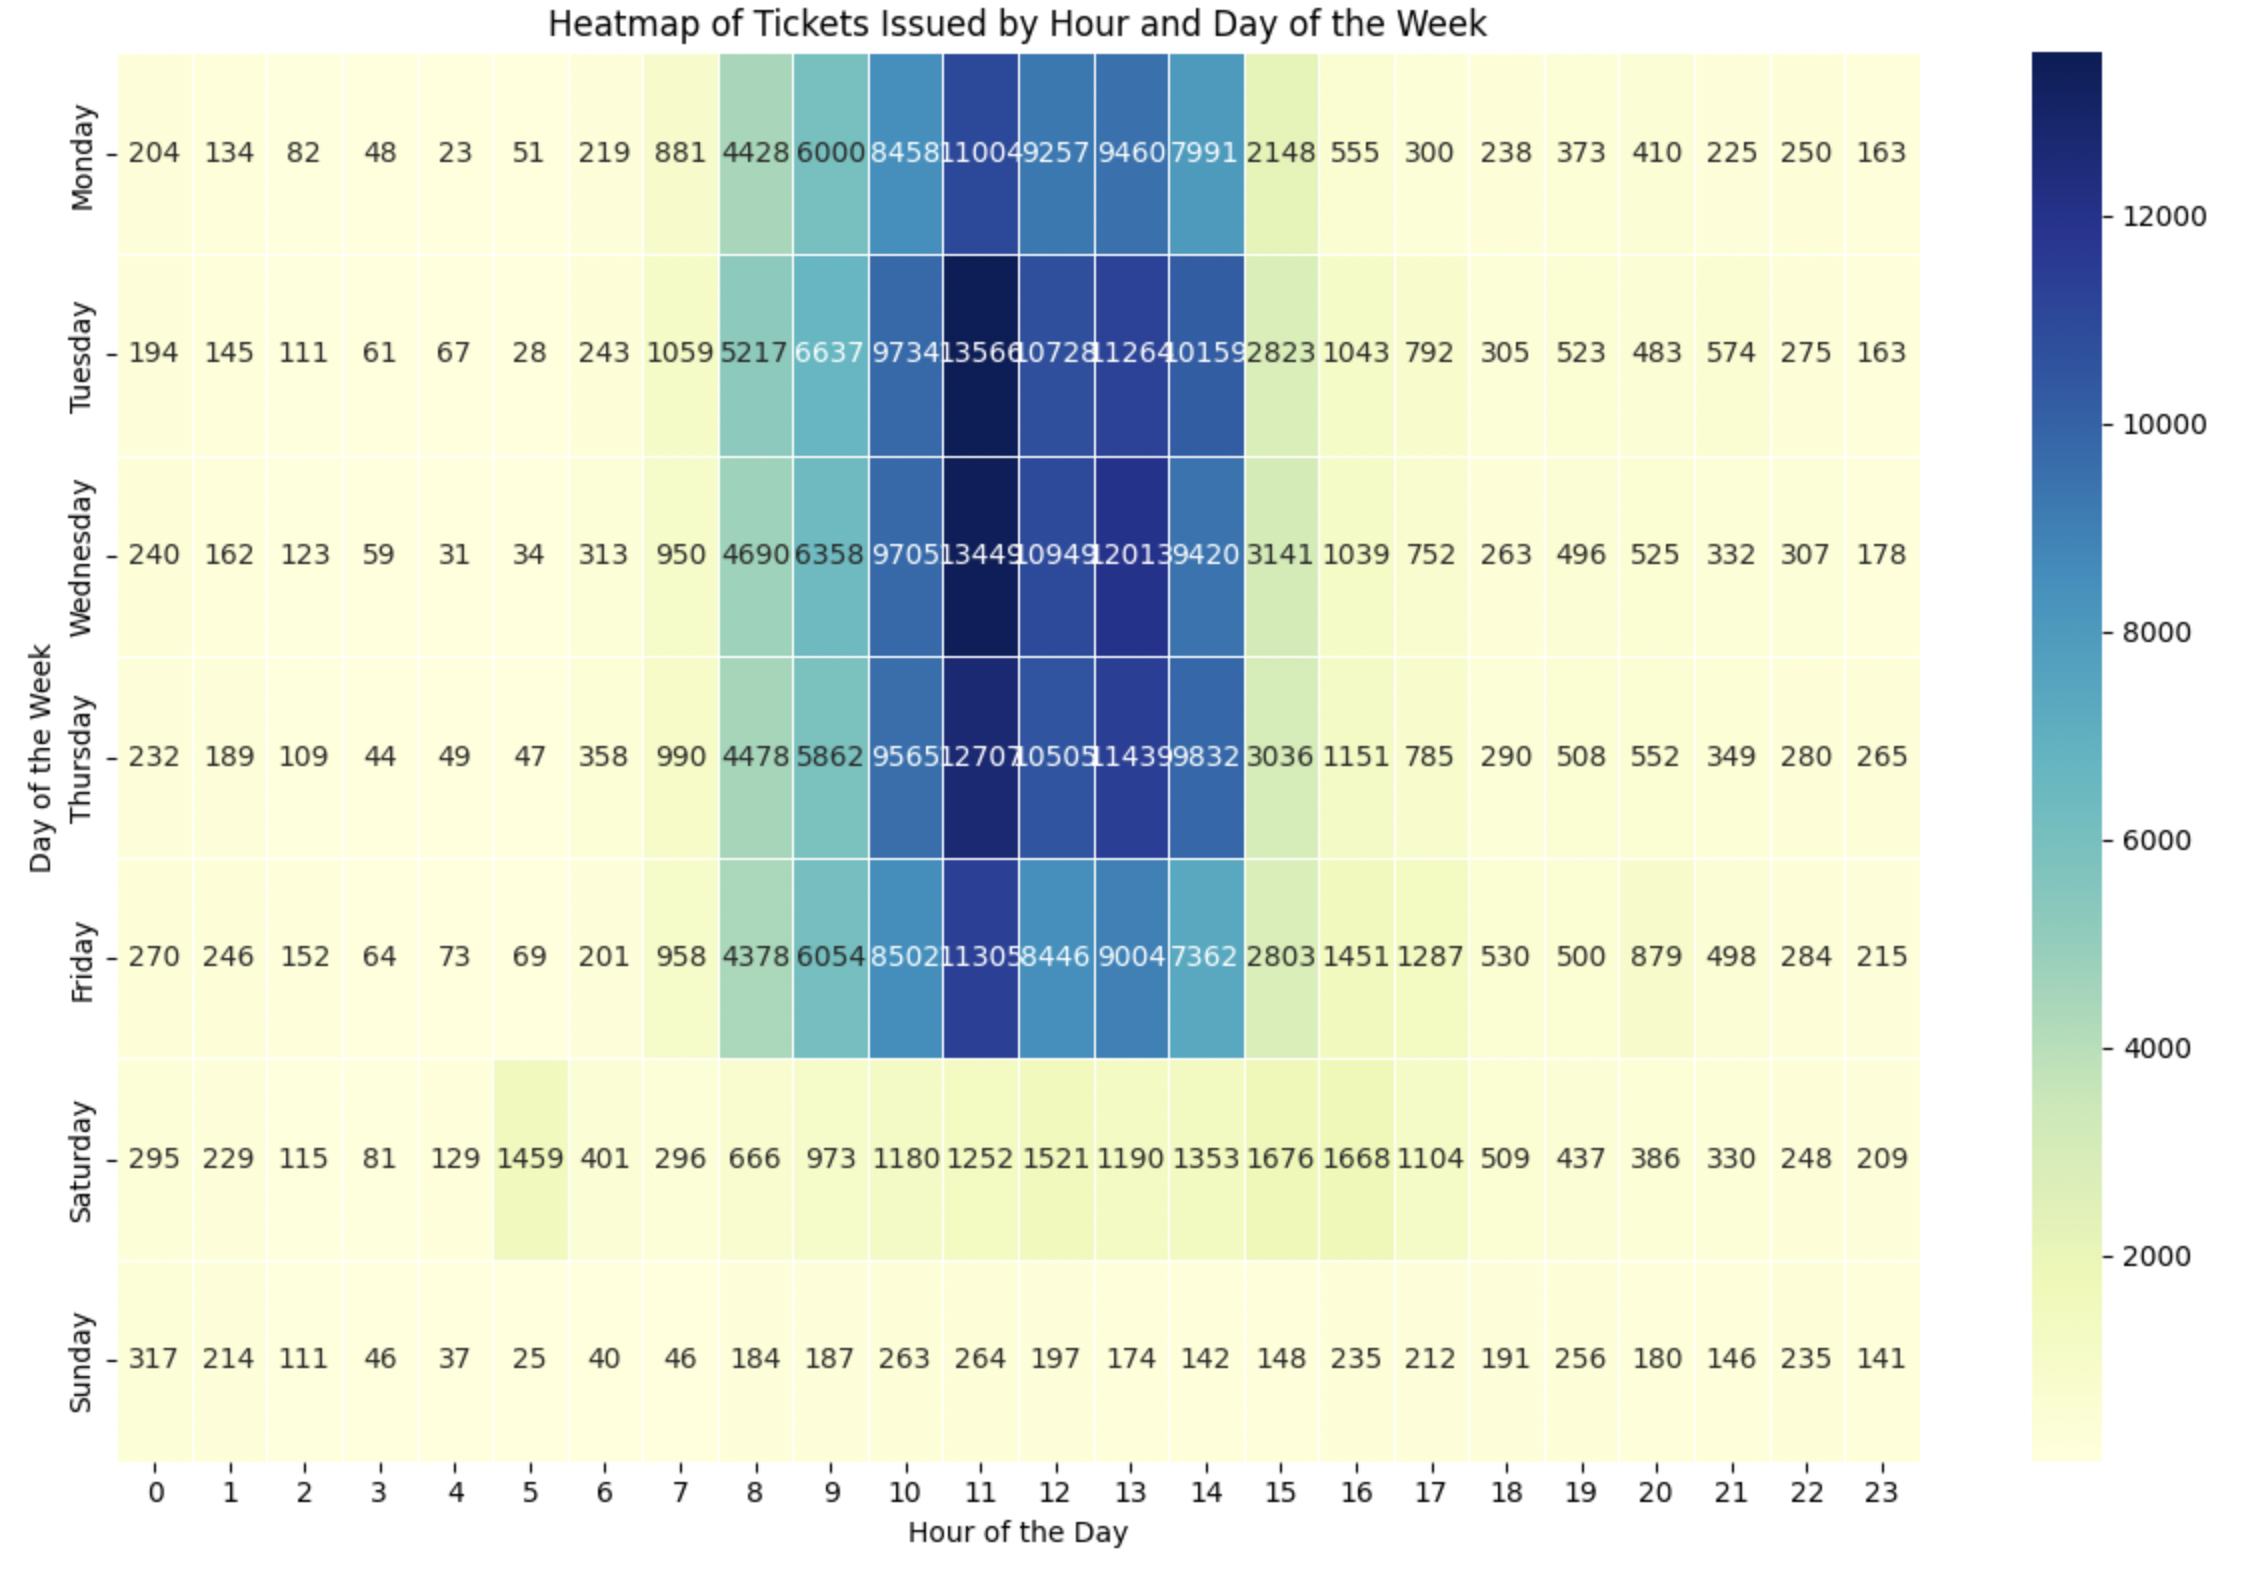 Heatmap of Tickets Issued by Hour and Day of the Week
Day of the Week
Monday 204 134 82 48 23 51 219 881 4428 6000 8458 11004 9257 9460 7991 2148 555 300 238 373 410 225 250 163
Tuesday 194 145 111 61 67 28 243 1059 5217 6637 9734 13566 10728 11264 10159 2823 1043 792 305 523 483 574 275 163
Wednesday 240 162 123 59 31 34 313 950 4690 6358 9705 13449 10949 12013 9420 3141 1039 752 263 496 525 332 307 178
Thursday 232 189 109 44 49 47 358 990 4478 5862 9565 12707 10505 11439 9832 3036 1151 785 290 508 552 349 280 265
Friday 270 246 152 64 73 69 201 958 4378 6054 8502 11305 8446 9004 7362 2803 1451 1287 530 500 879 498 284 215
Saturday 295 229 115 81 129 1459 401 296 666 973 1180 1252 1521 1190 1353 1676 1668 1104 509 437 386 330 248 209
Sunday 317 214 111 46 37 25 40 46 184 187 263 264 197 174 142 148 235 212 191 256 180 146 235 141
0 1 2 3 4 5 6 7 8 9 10 11 12 13 14 15 16 17 18 19 20 21 22 23
Hour of the Day
12000
10000
8000
6000
4000
2000